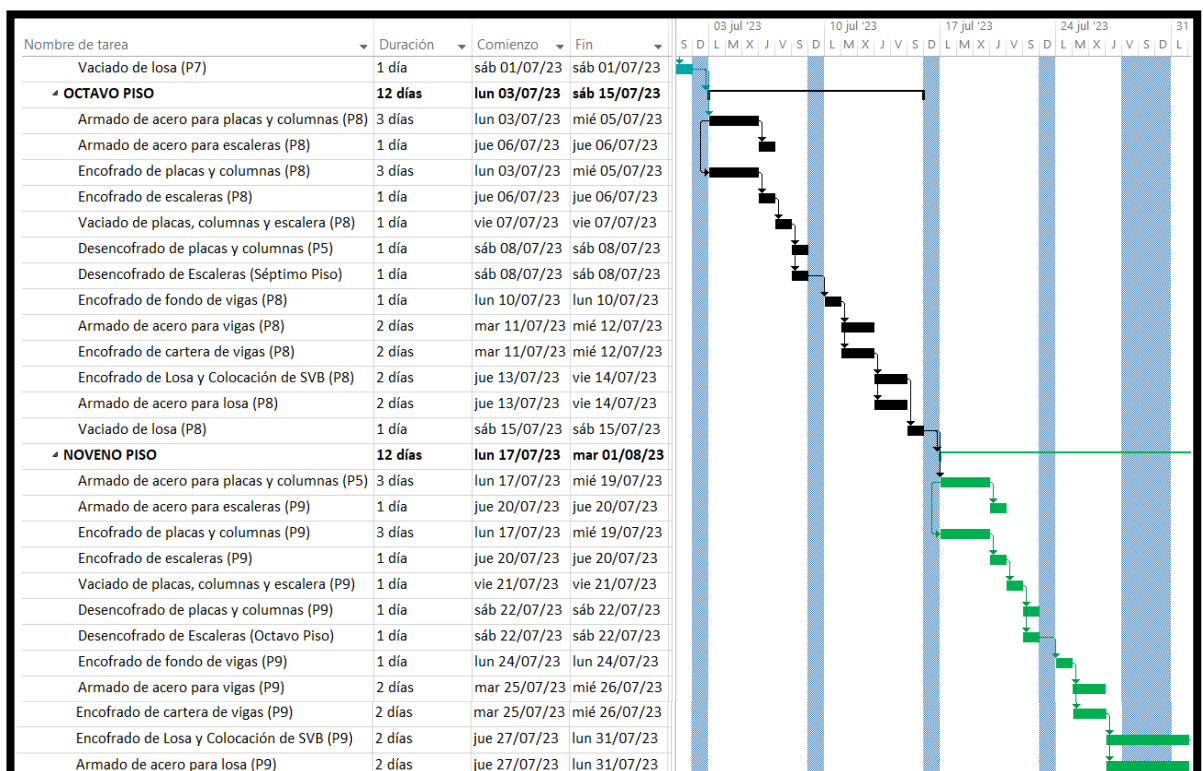 03 jul '23 10 jul '23 17 jul '23 24 jul '23 31
Nombre de tarea Duración Comienzo Fin S D L M X J V S D L M X J V S D L M X J V S D L M X J V S D L
Vaciado de losa (P7) 1 día sáb 01/07/23 sáb 01/07/23
OCTAVO PISO 12 días lun 03/07/23 sáb 15/07/23
Armado de acero para placas y columnas (P8) 3 días lun 03/07/23 mié 05/07/23
Armado de acero para escaleras (P8) 1 día jue 06/07/23 jue 06/07/23
Encofrado de placas y columnas (P8) 3 días lun 03/07/23 mié 05/07/23
Encofrado de escaleras (P8) 1 día jue 06/07/23 jue 06/07/23
Vaciado de placas, columnas y escalera (P8) 1 día vie 07/07/23 vie 07/07/23
Desencofrado de placas y columnas (P5) 1 día sáb 08/07/23 sáb 08/07/23
Desencofrado de Escaleras (Séptimo Piso) 1 día sáb 08/07/23 sáb 08/07/23
Encofrado de fondo de vigas (P8) 1 día lun 10/07/23 lun 10/07/23
Armado de acero para vigas (P8) 2 días mar 11/07/23 mié 12/07/23
Encofrado de cartera de vigas (P8) 2 días mar 11/07/23 mié 12/07/23
Encofrado de Losa y Colocación de SVB (P8) 2 días jue 13/07/23 vie 14/07/23
Armado de acero para losa (P8) 2 días jue 13/07/23 vie 14/07/23
Vaciado de losa (P8) 1 día sáb 15/07/23 sáb 15/07/23
NOVENO PISO 12 días lun 17/07/23 mar 01/08/23
Armado de acero para placas y columnas (P5) 3 días lun 17/07/23 mié 19/07/23
Armado de acero para escaleras (P9) 1 día jue 20/07/23 jue 20/07/23
Encofrado de placas y columnas (P9) 3 días lun 17/07/23 mié 19/07/23
Encofrado de escaleras (P9) 1 día jue 20/07/23 jue 20/07/23
Vaciado de placas, columnas y escalera (P9) 1 día vie 21/07/23 vie 21/07/23
Desencofrado de placas y columnas (P9) 1 día sáb 22/07/23 sáb 22/07/23
Desencofrado de Escaleras (Octavo Piso) 1 día sáb 22/07/23 sáb 22/07/23
Encofrado de fondo de vigas (P9) 1 día lun 24/07/23 lun 24/07/23
Armado de acero para vigas (P9) 2 días mar 25/07/23 mié 26/07/23
Encofrado de cartera de vigas (P9) 2 días mar 25/07/23 mié 26/07/23
Encofrado de Losa y Colocación de SVB (P9) 2 días jue 27/07/23 lun 31/07/23
Armado de acero para losa (P9) 2 días jue 27/07/23 lun 31/07/23